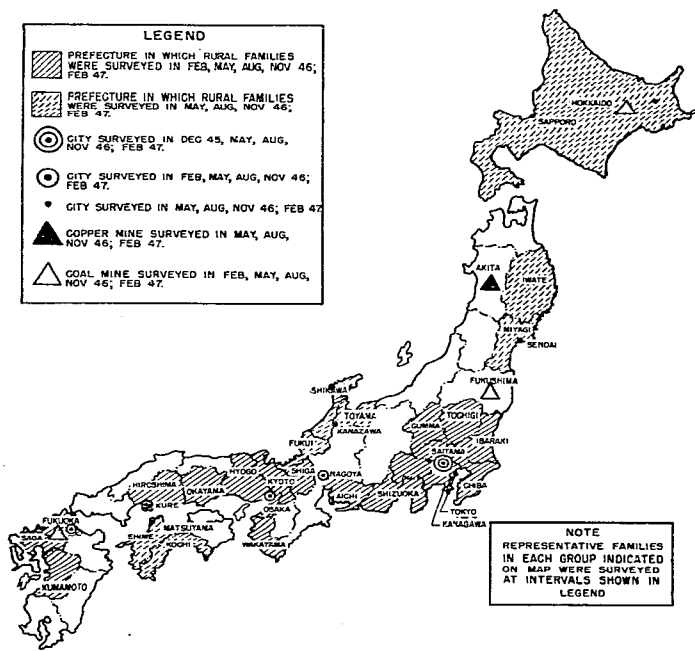 LEGEND
PREFECTURE IN WHICH RURAL FAMILIES
WERE SURVEYED IN FEB, MAY, AUG, NOV 46;
FEB 47.
PREFECTURE IN WHICH RURAL FAMILIES
WERE SURVEYED IN MAY, AUG, NOV 46;
FEB 47.
CITY SURVEYED IN DEC 45, MAY, AUG,
NOV 46; FEB 47.
CITY SURVEYED IN FEB, MAY, AUG, NOV 46;
FEB 47.
CITY SURVEYED IN MAY, AUG, NOV 46; FEB 47.
COPPER MINE SURVEYED IN MAY, AUG,
NOV 46; FEB 47.
COAL MINE SURVEYED IN FEB, MAY, AUG,
NOV 46; FEB 47.
HOKKAIDO
SAPPORO
AKITA
IWATE
MIYAGI
SENDAI
FUKUSHIMA
SHIKAWA
TOYAMA
KANAZAWA
FUKUI
GUMMA
TOCHIGI
IBARAKI
SAITAMA
CHIBA
TOKYO
KANAGAWA
HYOGO
KYOTO
SHIGA
NAGOYA
AICHI
SHIZUOKA
HIROSHIMA
OKAYAMA
OSAKA
KURE
WAKAYAMA
MATSUYAMA
EHIME
KOCHI
FUKUOKA
SAGA
KUMAMOTO
NOTE
REPRESENTATIVE FAMILIES
IN EACH GROUP INDICATED
ON MAP WERE SURVEYED
AT INTERVALS SHOWN IN
LEGEND